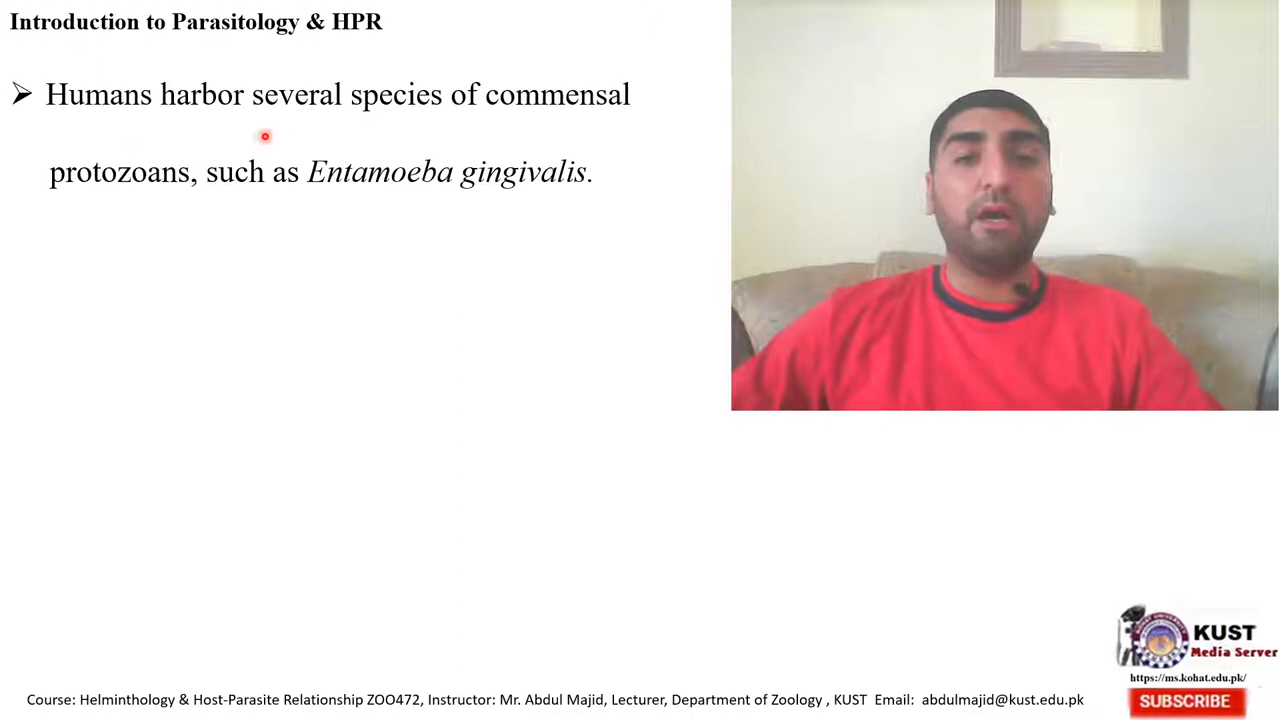 Introduction to Parasitology & HPR
➢ Humans harbor several species of commensal
protozoans, such as Entamoeba gingivalis.
KUST
Media Server
https://ms.kohat.edu.pk/
SUBSCRIBE
Course: Helminthology & Host-Parasite Relationship ZOO472, Instructor: Mr. Abdul Majid, Lecturer, Department of Zoology , KUST Email: abdulmajid@kust.edu.pk